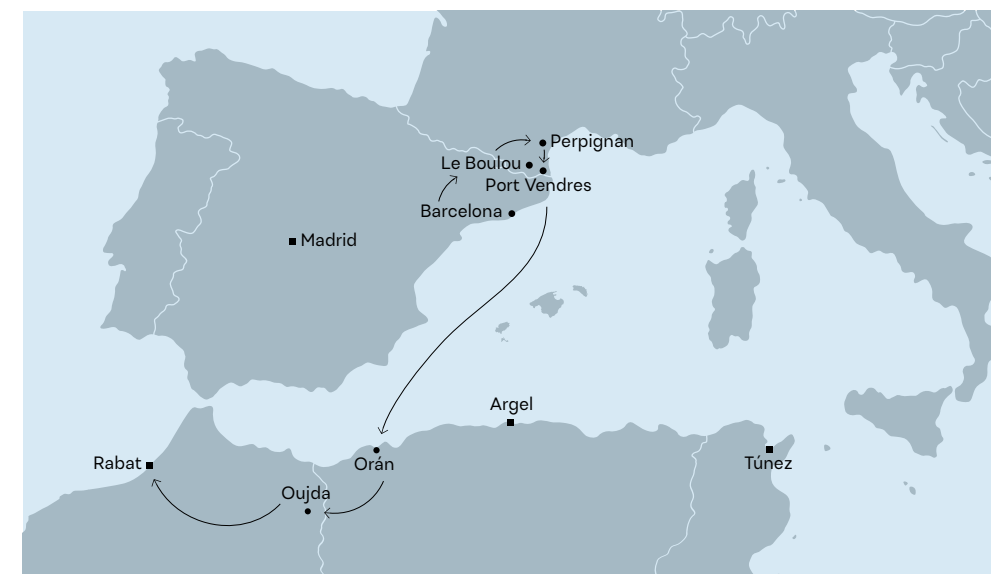 Perpignan
Le Boulou
Port Vendres
Barcelona
Madrid
Argel
Orán
Rabat
Túnez
Oujda